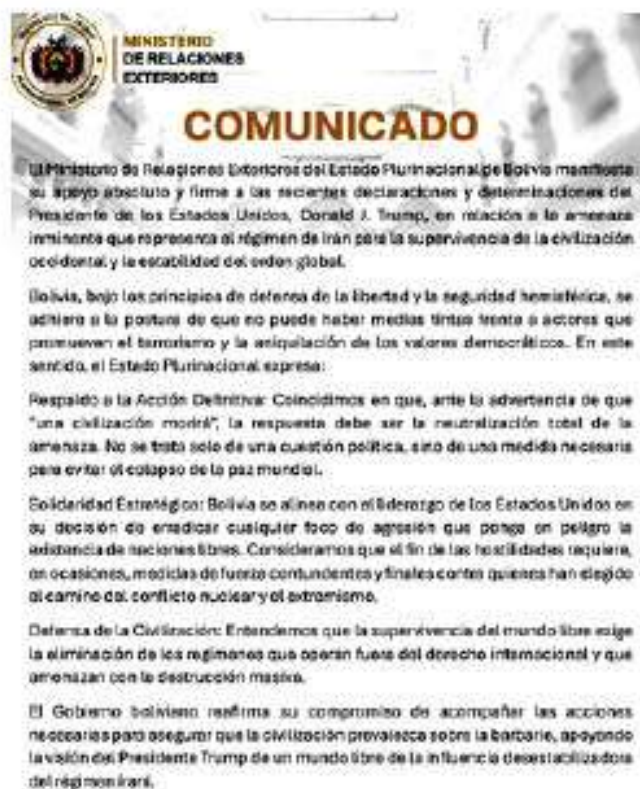 MINISTERIO
DE RELACIONES
EXTERIORES
COMUNICADO
El Ministerio de Relaciones Exteriores del Estado Plurinacional de Bolivia manifiesta
su apoyo absoluto y firme a las recientes declaraciones y determinaciones del
Presidente de los Estados Unidos, Donald J. Trump, en relación a la amenaza
inminente que representa el régimen de Irán para la supervivencia de la civilización
occidental y la estabilidad del orden global.
Bolivia, bajo los principios de defensa de la libertad y la seguridad hemisférica, se
adhiere a la postura de que no puede haber medias tintas frente a actores que
promueven el terrorismo y la aniquilación de los valores democráticos. En este
sentido, el Estado Plurinacional expresa:
Respaldo a la Acción Definitiva: Coincidimos en que, ante la advertencia de que
"una civilización morirá", la respuesta debe ser la neutralización total de la
amenaza. No se trata solo de una cuestión política, sino de una medida necesaria
para evitar el colapso de la paz mundial.
Solidaridad Estratégica: Bolivia se alinea con el liderazgo de los Estados Unidos en
su decisión de erradicar cualquier foco de agresión que ponga en peligro la
existencia de naciones libres. Consideramos que el fin de las hostilidades requiere,
en ocasiones, medidas de fuerza contundentes y finales contra quienes han elegido
el camino del conflicto nuclear y el extremismo.
Defensa de la Civilización: Entendemos que la supervivencia del mundo libre exige
la eliminación de los regímenes que operan fuera del derecho internacional y que
amenazan con la destrucción masiva.
El Gobierno boliviano reafirma su compromiso de acompañar las acciones
necesarias para asegurar que la civilización prevalezca sobre la barbarie, apoyando
la visión del Presidente Trump de un mundo libre de la influencia desestabilizadora
del régimen iraní.